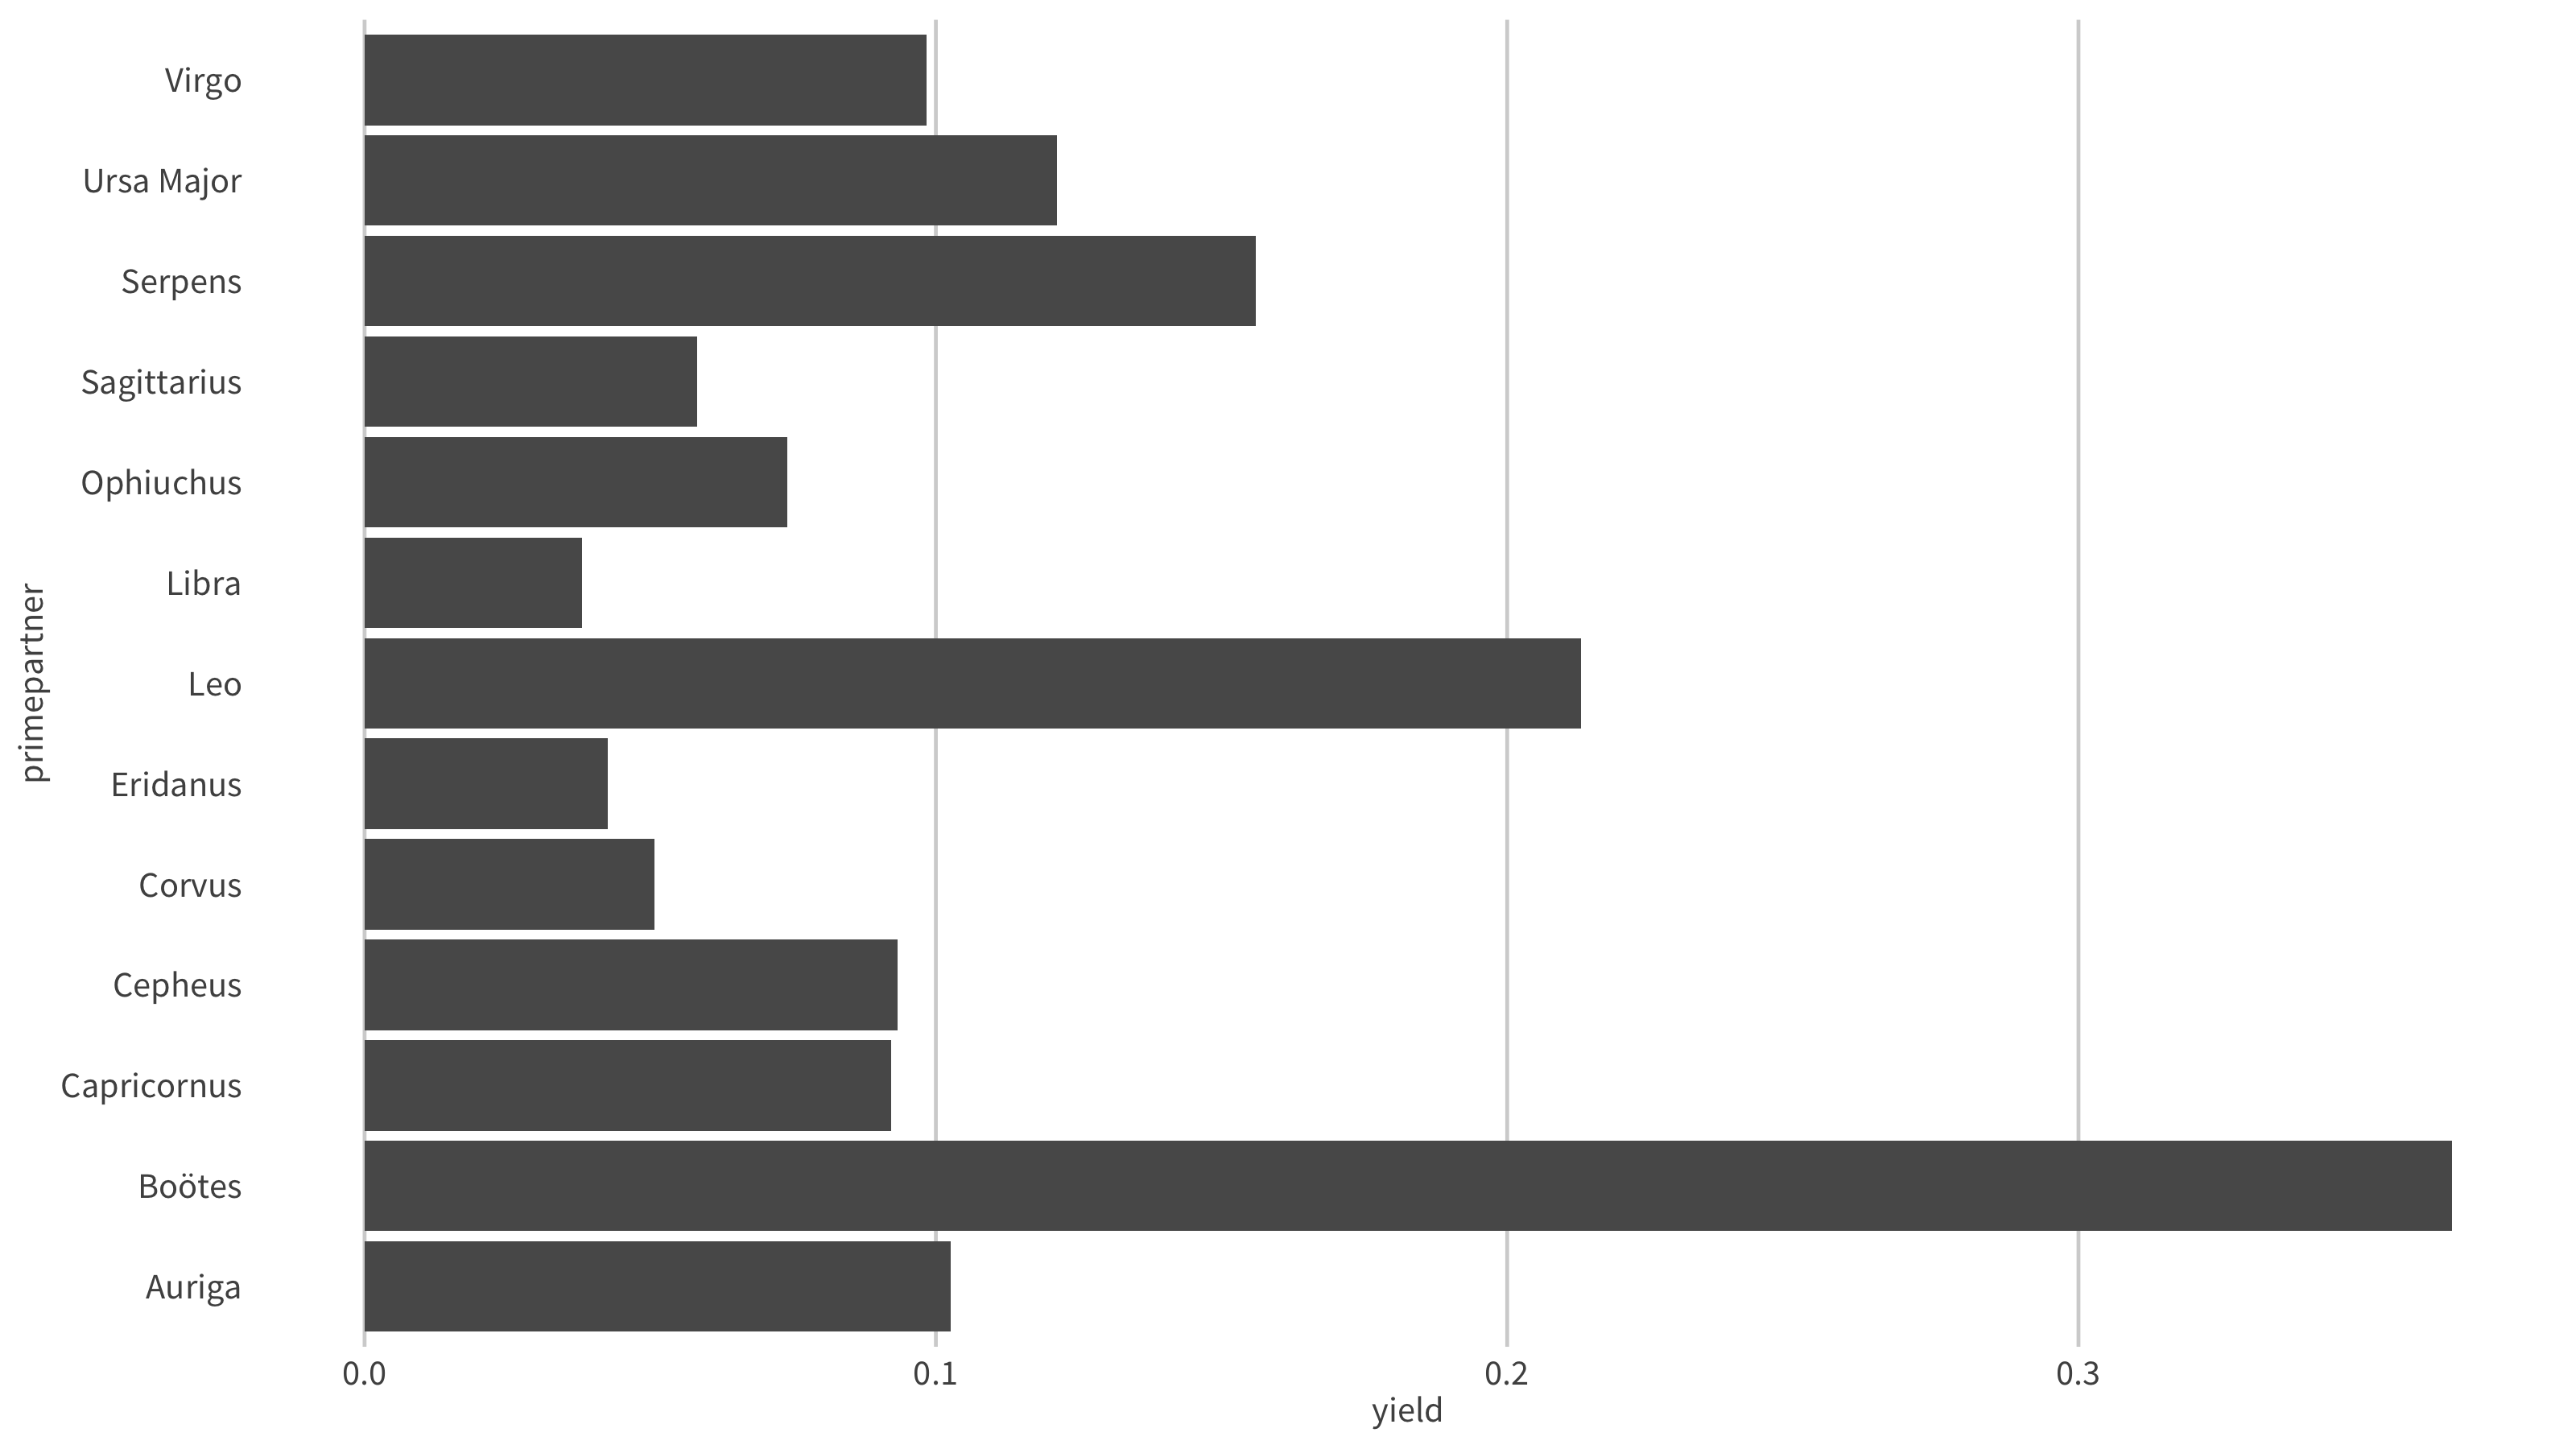 Virgo
Ursa Major
Serpens
Sagittarius
Ophiuchus
Libra
Leo
Eridanus
Corvus
Cepheus
Capricornus
Boötes
Auriga
primepartner
0.0 0.1 0.2 0.3
yield